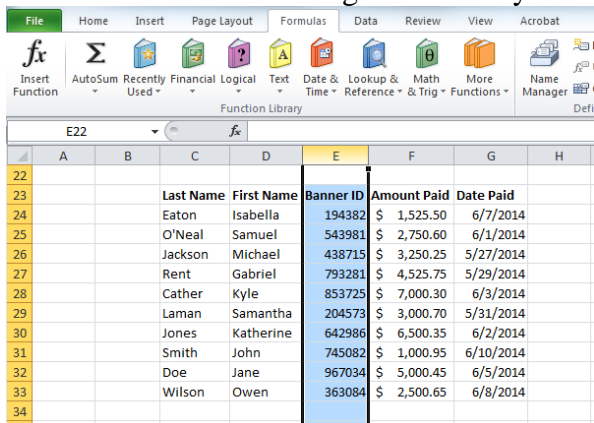 File Home Insert Page Layout Formulas Data Review View Acrobat
fx Σ ? A θ
Insert AutoSum Recently Financial Logical Text Date & Lookup & Math More Name
Function Used Time Reference & Trig Functions Manager
Function Library Defi
E22 fx
A B C D E F G H
22
23 Last Name First Name Banner ID Amount Paid Date Paid
24 Eaton Isabella 194382 $ 1,525.50 6/7/2014
25 O'Neal Samuel 543981 $ 2,750.60 6/1/2014
26 Jackson Michael 438715 $ 3,250.25 5/27/2014
27 Rent Gabriel 793281 $ 4,525.75 5/29/2014
28 Cather Kyle 853725 $ 7,000.30 6/3/2014
29 Laman Samantha 204573 $ 3,000.70 5/31/2014
30 Jones Katherine 642986 $ 6,500.35 6/2/2014
31 Smith John 745082 $ 1,000.95 6/10/2014
32 Doe Jane 967034 $ 5,000.45 6/5/2014
33 Wilson Owen 363084 $ 2,500.65 6/8/2014
34